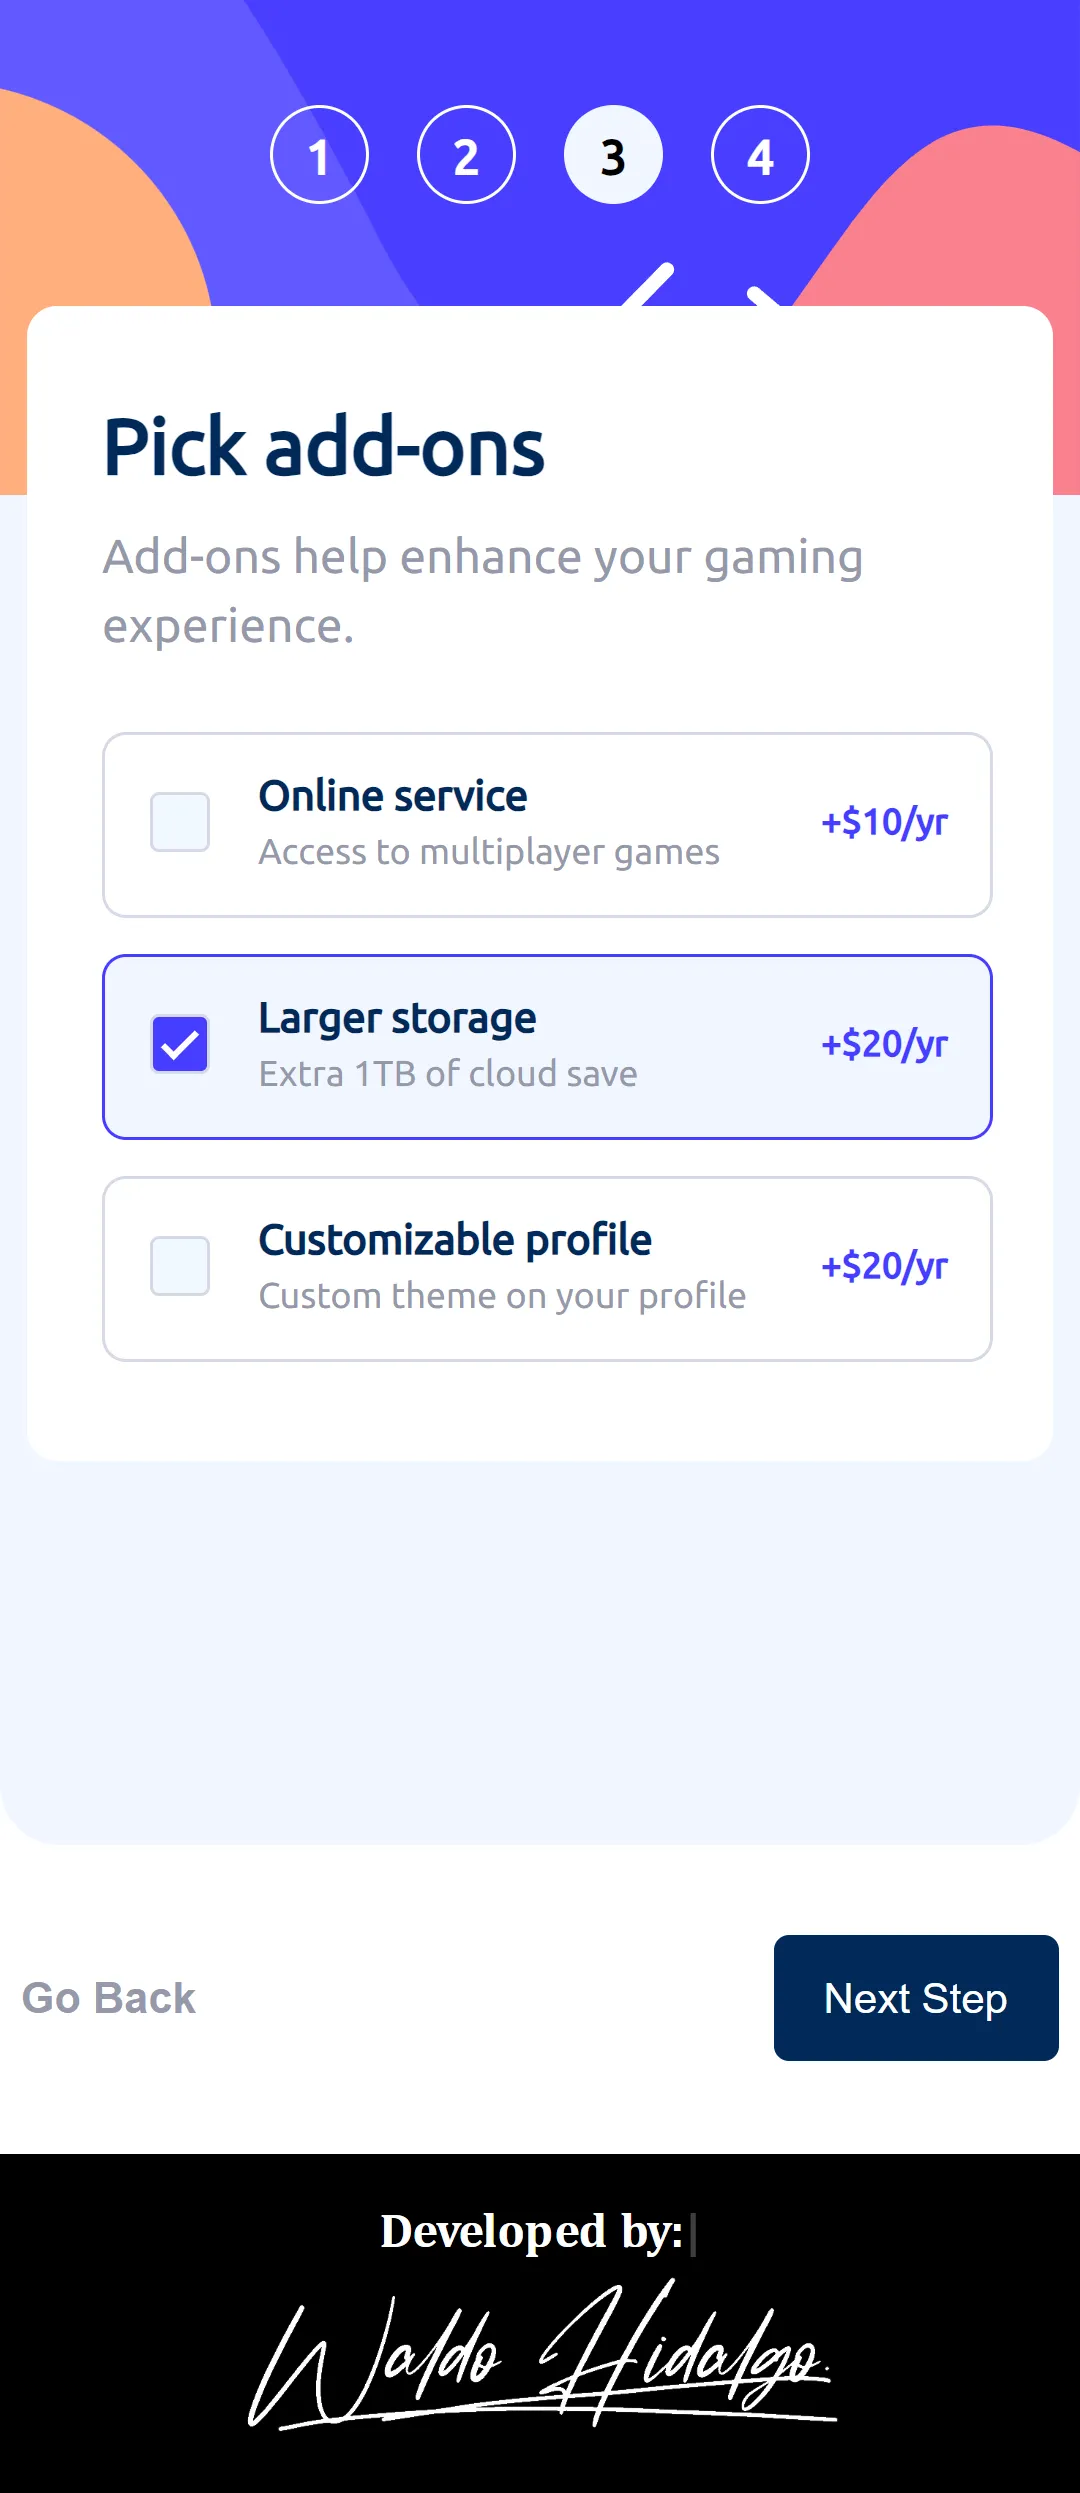 1 2 3 4
Pick add-ons
Add-ons help enhance your gaming
experience.
Online service
Access to multiplayer games
+$10/yr
Larger storage
Extra 1TB of cloud save
+$20/yr
Customizable profile
Custom theme on your profile
+$20/yr
Go Back
Next Step
Developed by:|
Waldo Hidalgo.